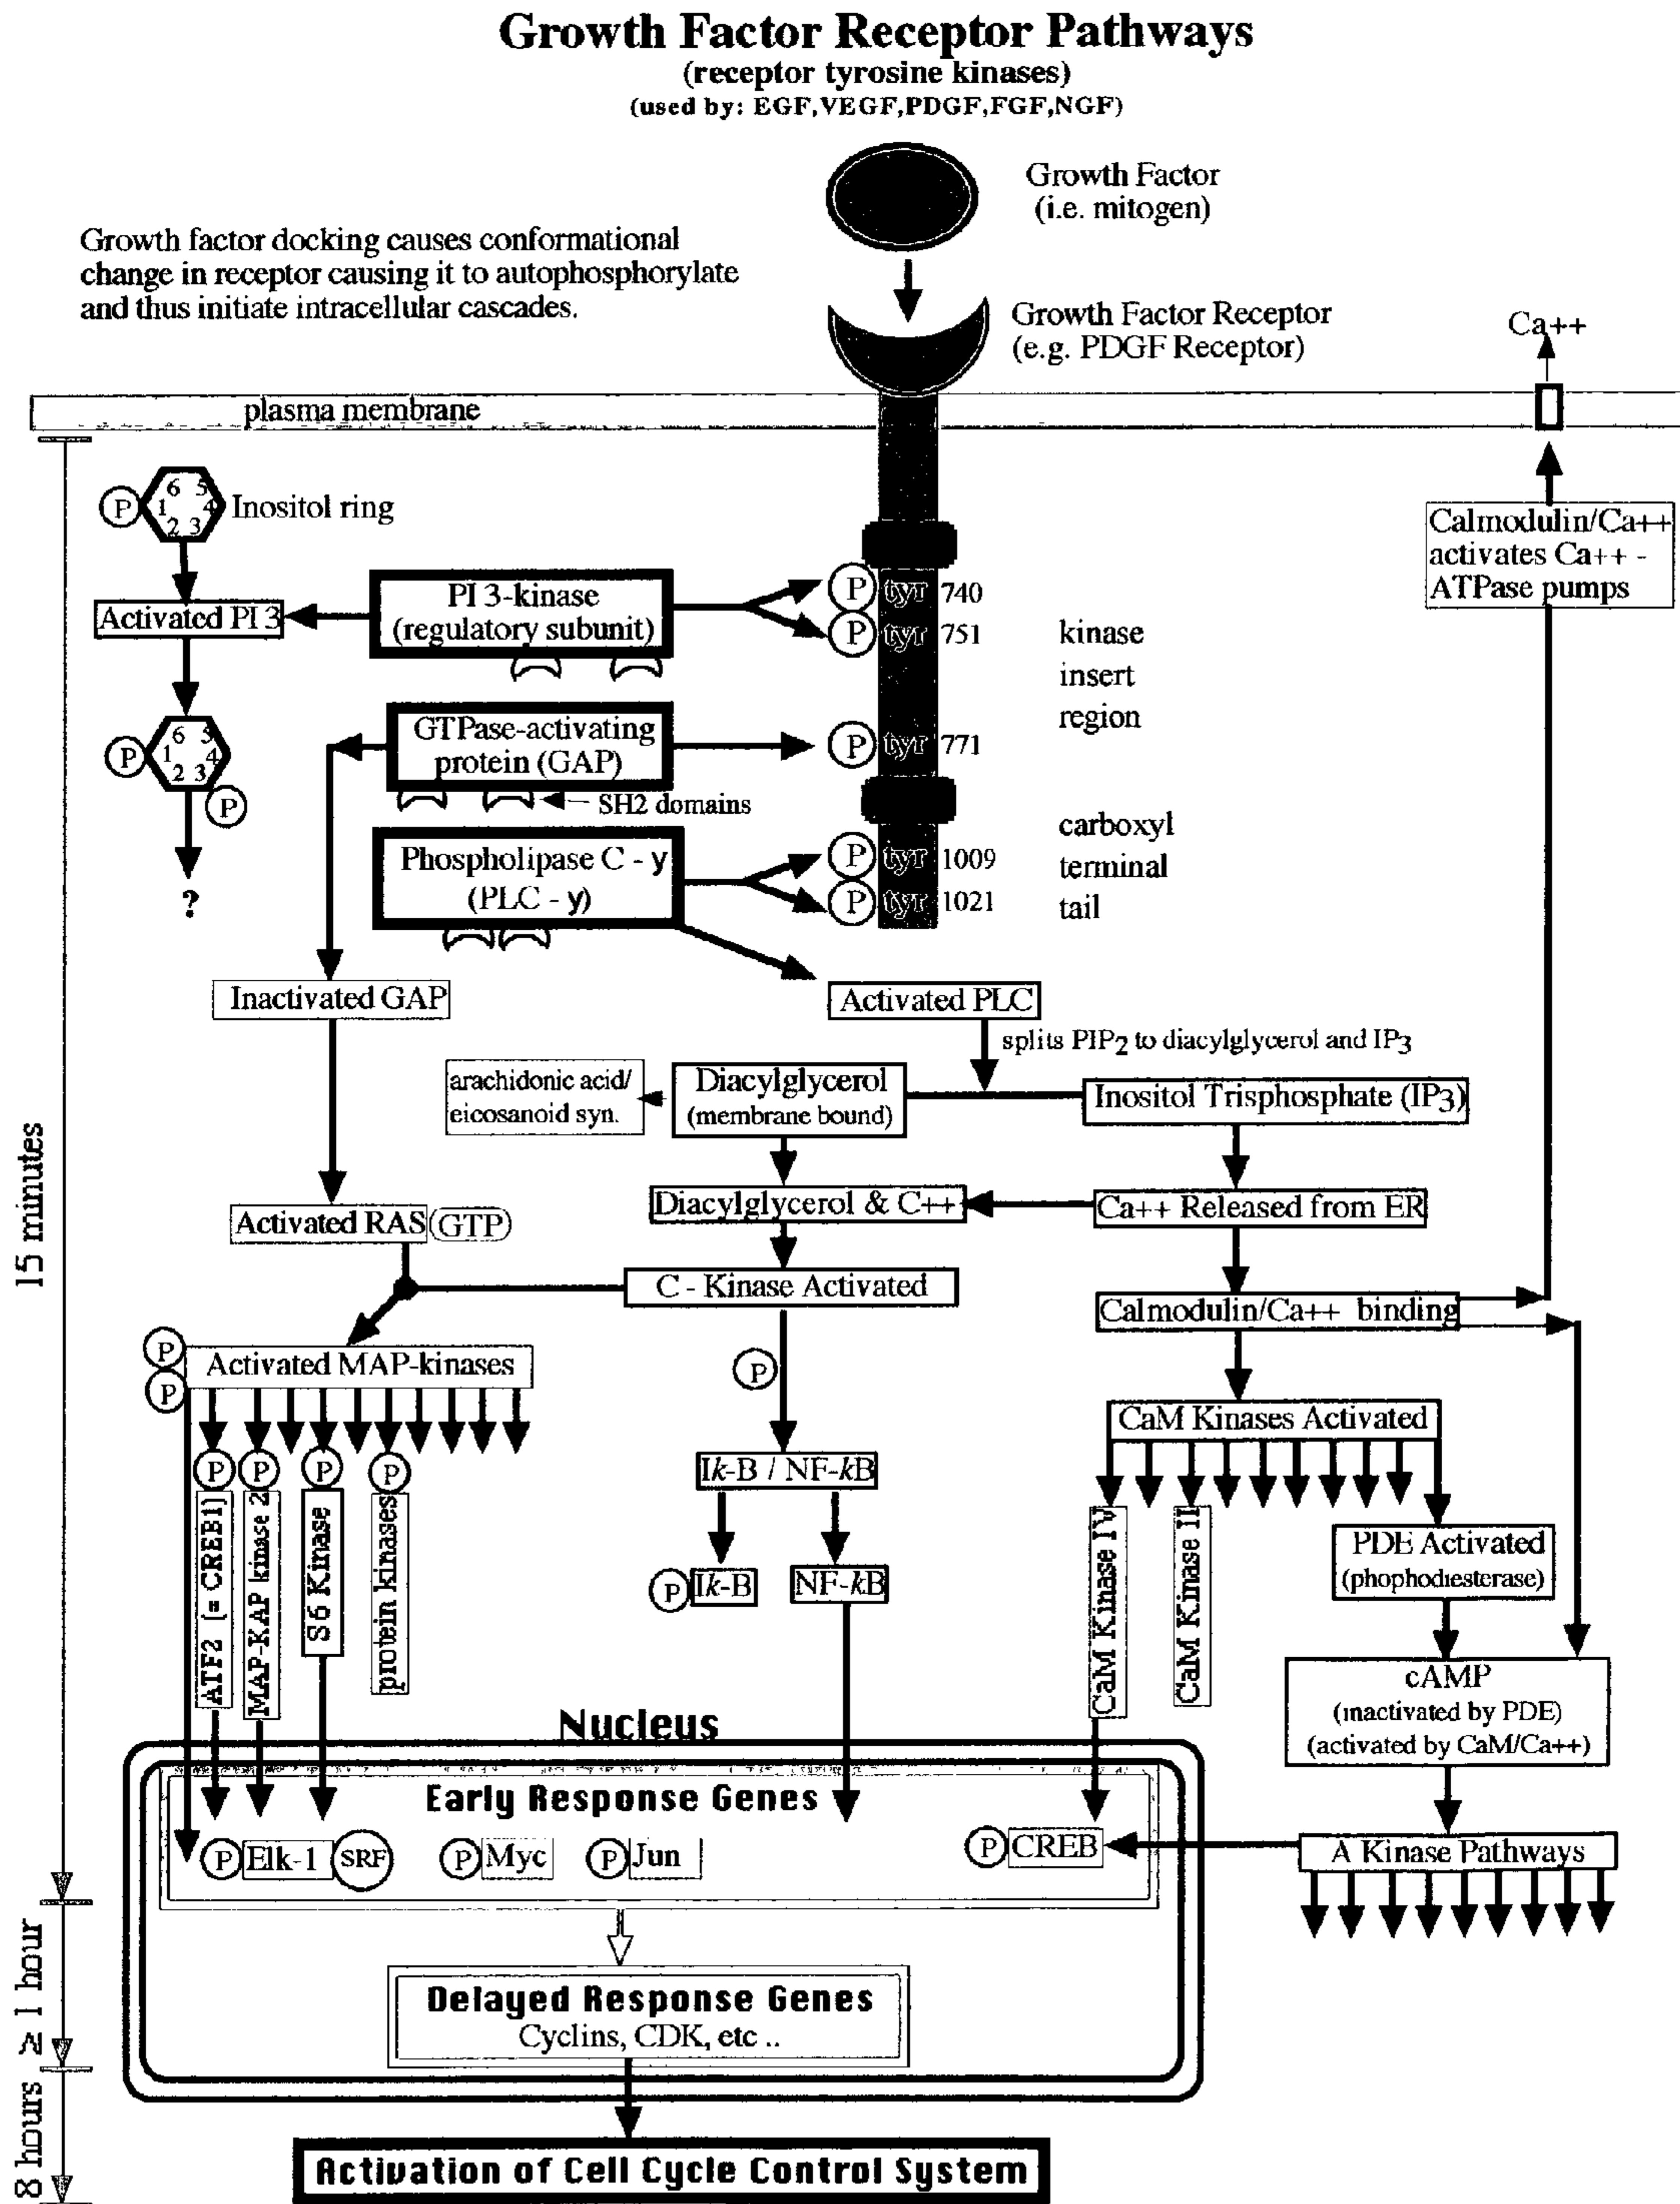 Growth Factor Receptor Pathways
(receptor tyrosine kinases)
(used by: EGF,VEGF,PDGF,FGF,NGF)
Growth Factor
(i.e. mitogen)
Growth factor docking causes conformational
change in receptor causing it to autophosphorylate
and thus initiate intracellular cascades.
Growth Factor Receptor
(e.g. PDGF Receptor)
Ca++
plasma membrane
P
6 5
1 4
2 3
Inositol ring
Calmodulin/Ca++
activates Ca++ -
ATPase pumps
Activated PI 3
PI 3-kinase
(regulatory subunit)
P tyr 740
P tyr 751
kinase
insert
region
P
6 5
1 4
2 3
P
?
GTPase-activating
protein (GAP)
P tyr 771
SH2 domains
Phospholipase C - y
(PLC - y)
P tyr 1009
P tyr 1021
carboxyl
terminal
tail
Inactivated GAP
Activated PLC
splits PIP2 to diacylglycerol and IP3
arachidonic acid/
eicosanoid syn.
Diacylglycerol
(membrane bound)
Inositol Trisphosphate (IP3)
15 minutes
Diacylglycerol & C++
Ca++ Released from ER
Activated RAS GTP
C - Kinase Activated
Calmodulin/Ca++ binding
P
P
Activated MAP-kinases
P
CaM Kinases Activated
P P P P
ATF2 (= CREB1)
MAP-KAP kinase 2
S6 Kinase
protein kinases
Ik-B / NF-kB
P Ik-B
NF-kB
CaM Kinase IV
CaM Kinase II
PDE Activated
(phophodiesterase)
cAMP
(inactivated by PDE)
(activated by CaM/Ca++)
Nucleus
Early Response Genes
P Elk-1 SRF
P Myc
P Jun
P CREB
A Kinase Pathways
≥ 1 hour
Delayed Response Genes
Cyclins, CDK, etc ..
8 hours
Activation of Cell Cycle Control System